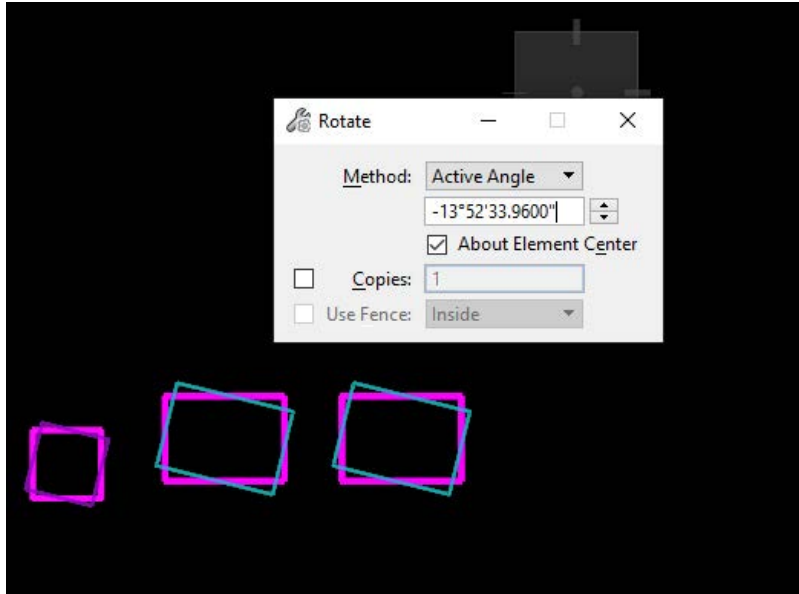 Rotate
Method: Active Angle
-13°52'33.9600"
About Element Center
Copies: 1
Use Fence: Inside